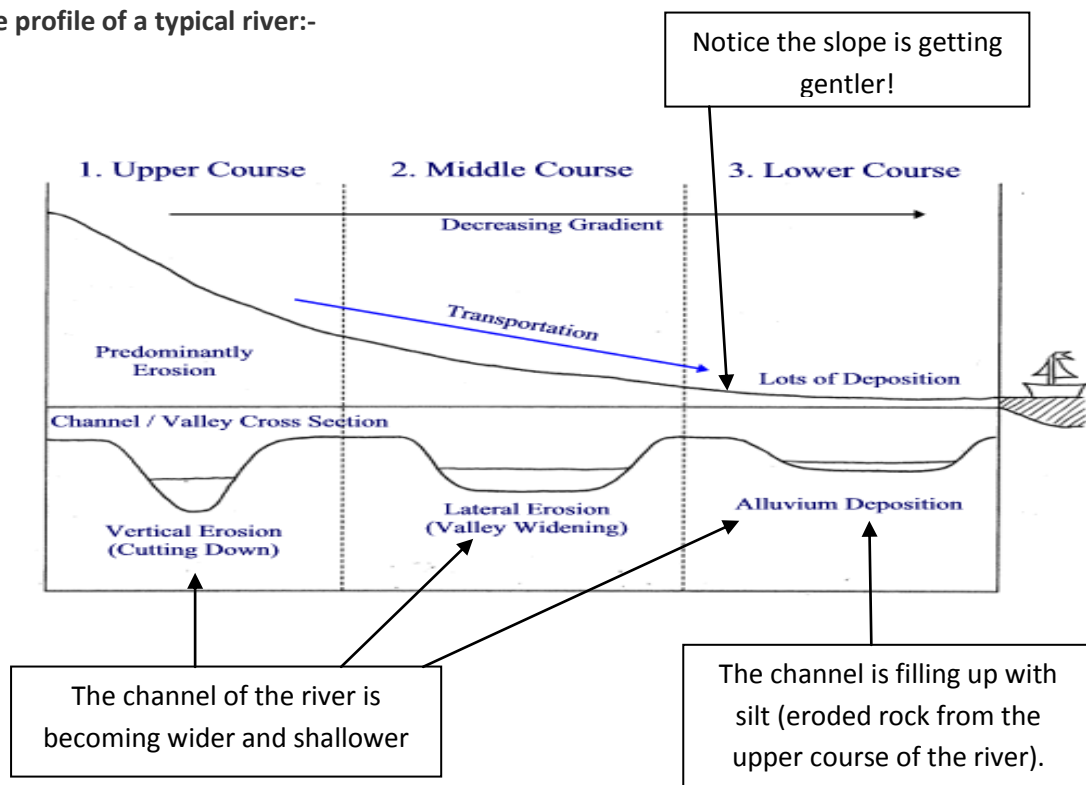 e profile of a typical river:-
Notice the slope is getting
gentler!
1. Upper Course
2. Middle Course
3. Lower Course
Decreasing Gradient
Transportation
Predominantly
Erosion
Lots of Deposition
Channel / Valley Cross Section
Vertical Erosion
(Cutting Down)
Lateral Erosion
(Valley Widening)
Alluvium Deposition
The channel of the river is
becoming wider and shallower
The channel is filling up with
silt (eroded rock from the
upper course of the river).